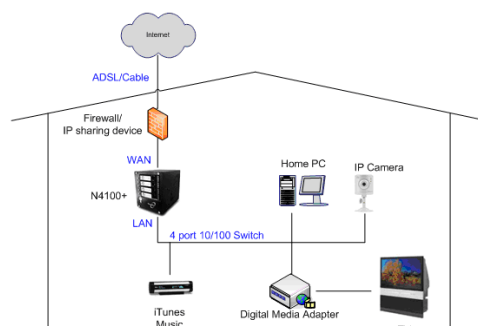 Internet
ADSL/Cable
Firewall/
IP sharing device
WAN
Home PC
IP Camera
N4100+
LAN
4 port 10/100 Switch
iTunes
Music
Digital Media Adapter